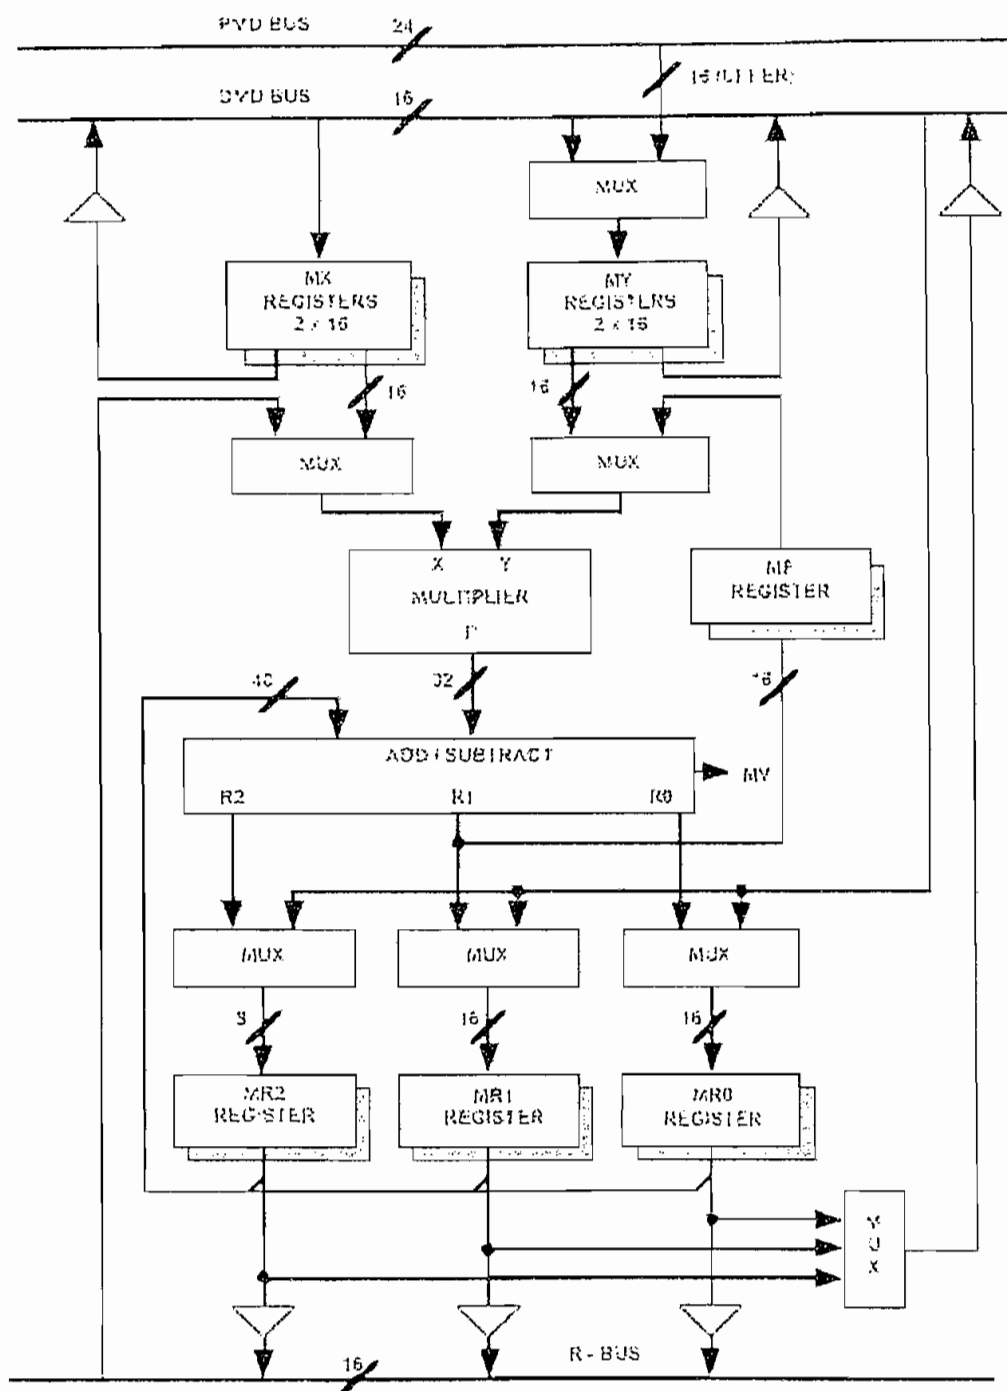 PMD BUS
24
16 (UPPER)
DMD BUS
16
MUX
MX
REGISTERS
2 x 16
MY
REGISTERS
2 x 16
16
16
MUX
MUX
X Y
MULTIPLIER
P
MF
REGISTER
40
32
16
ADD / SUBTRACT
MV
R2 R1 R0
MUX
MUX
MUX
8
16
16
MR2
REGISTER
MR1
REGISTER
MR0
REGISTER
MUX
16
R - BUS